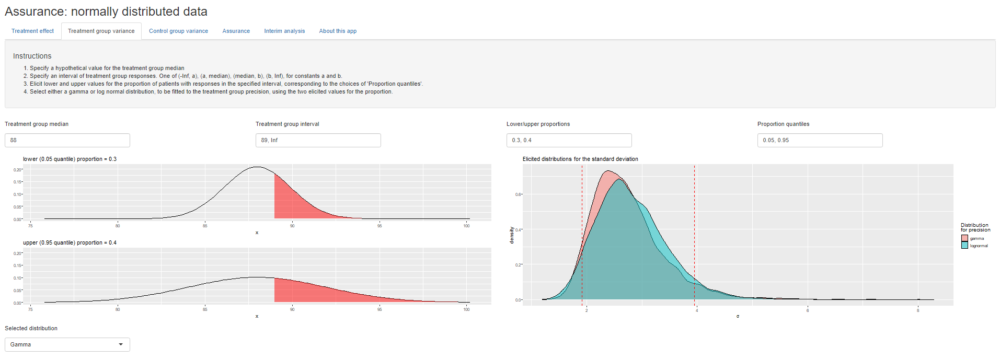 Assurance: normally distributed data
Treatment effect
Treatment group variance
Control group variance
Assurance
Interim analysis
About this app
Instructions
1. Specify a hypothetical value for the treatment group median
2. Specify an interval of treatment group responses. One of (-Inf, a), (a, median), (median, b), (b, Inf), for constants a and b.
3. Elicit lower and upper values for the proportion of patients with responses in the specified interval, corresponding to the choices of 'Proportion quantiles'.
4. Select either a gamma or log normal distribution, to be fitted to the treatment group precision, using the two elicited values for the proportion.
Treatment group median
88
Treatment group interval
89, Inf
Lower/upper proportions
0.3, 0.4
Proportion quantiles
0.05, 0.95
lower (0.05 quantile) proportion = 0.3
0.20
0.15
0.10
0.05
0.00
75 80 85 90 95 100
x
upper (0.95 quantile) proportion = 0.4
0.20
0.15
0.10
0.05
0.00
75 80 85 90 95 100
x
Elicited distributions for the standard deviation
density
0.6
0.4
0.2
0.0
2 4 6 8
σ
Distribution
for precision
gamma
lognormal
Selected distribution
Gamma